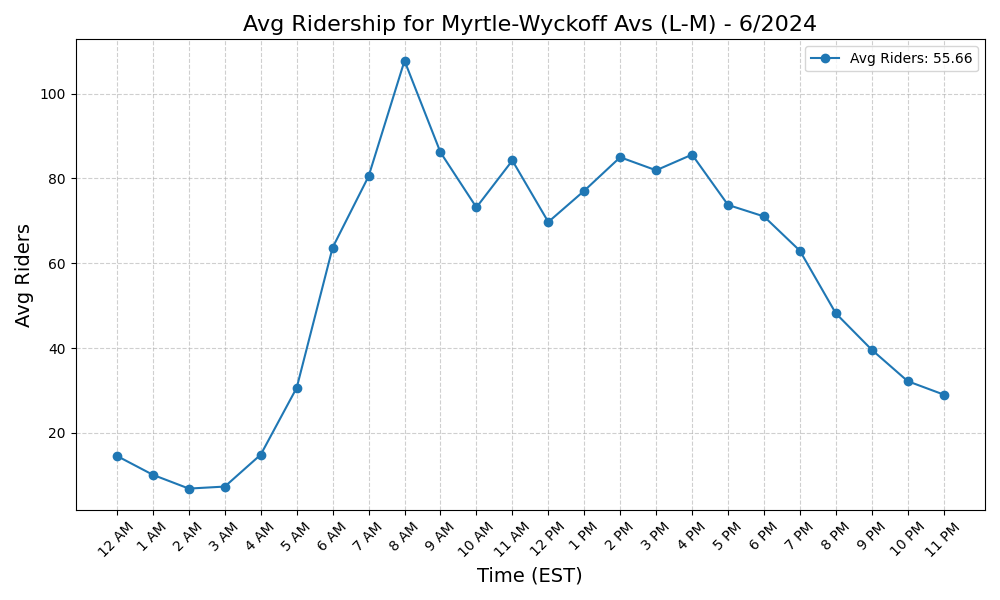 Avg Ridership for Myrtle-Wyckoff Avs (L-M) - 6/2024
Avg Riders: 55.66
Avg Riders
100
80
60
40
20
12 AM
1 AM
2 AM
3 AM
4 AM
5 AM
6 AM
7 AM
8 AM
9 AM
10 AM
11 AM
12 PM
1 PM
2 PM
3 PM
4 PM
5 PM
6 PM
7 PM
8 PM
9 PM
10 PM
11 PM
Time (EST)